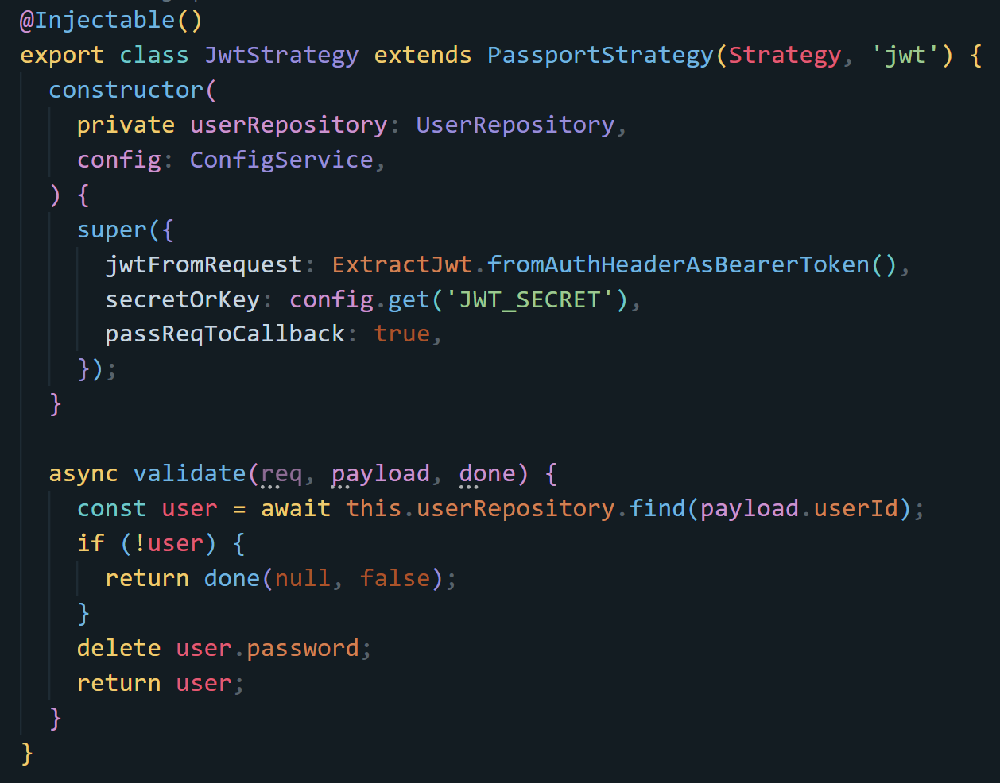 @Injectable()
export class JwtStrategy extends PassportStrategy(Strategy, 'jwt') {
  constructor(
    private userRepository: UserRepository,
    config: ConfigService,
  ) {
    super({
      jwtFromRequest: ExtractJwt.fromAuthHeaderAsBearerToken(),
      secretOrKey: config.get('JWT_SECRET'),
      passReqToCallback: true,
    });
  }

  async validate(req, payload, done) {
    const user = await this.userRepository.find(payload.userId);
    if (!user) {
      return done(null, false);
    }
    delete user.password;
    return user;
  }
}